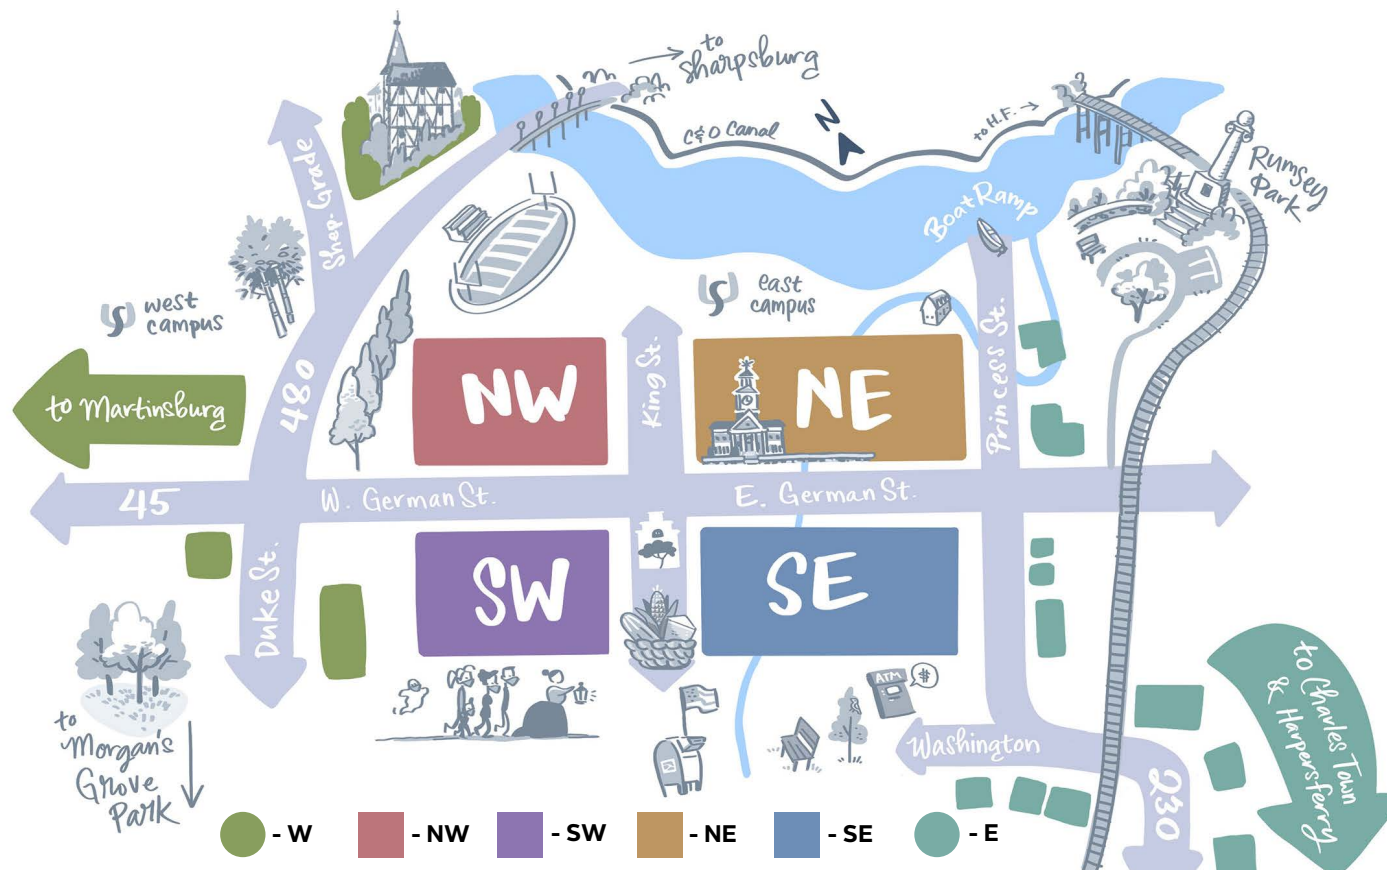 to
Sharpsburg
N
C&O Canal
to H.F. →
Rumsey
Park
Boat Ramp
Shep. Grade
west
campus
east
campus
480
to Martinsburg
NW
King St.
NE
Princess St.
45
W. German St.
E. German St.
Duke St.
SW
SE
ATM
$
to
Morgan's
Grove
Park
Washington
230
to Charles Town
& Harpersferry
- W
- NW
- SW
- NE
- SE
- E